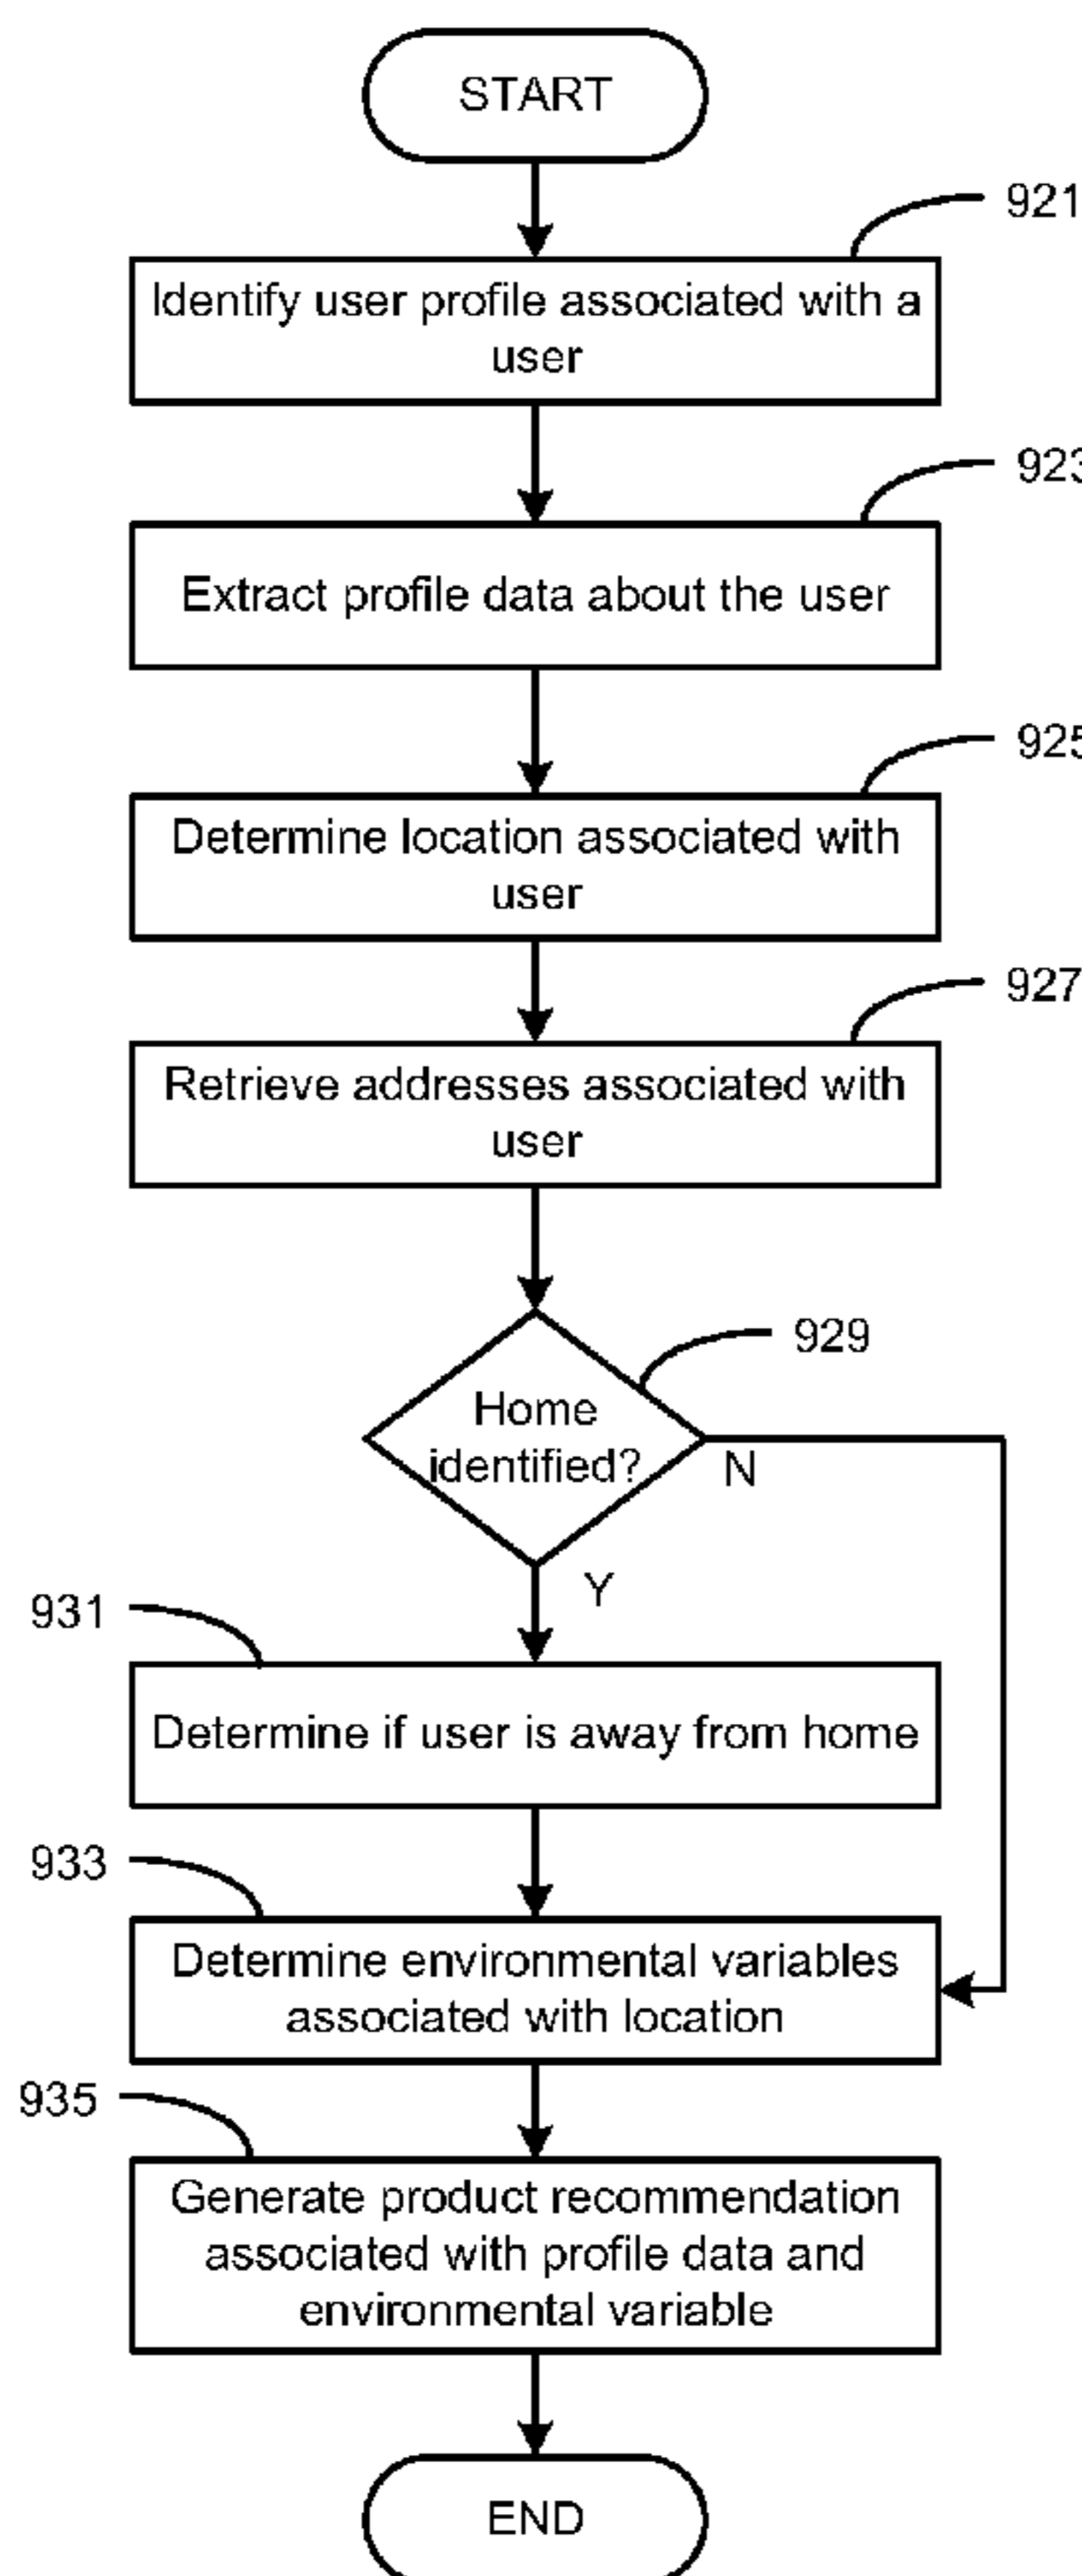 START
921
Identify user profile associated with a
user
923
Extract profile data about the user
925
Determine location associated with
user
927
Retrieve addresses associated with
user
929
Home
identified?
N
Y
931
Determine if user is away from home
933
Determine environmental variables
associated with location
935
Generate product recommendation
associated with profile data and
environmental variable
END